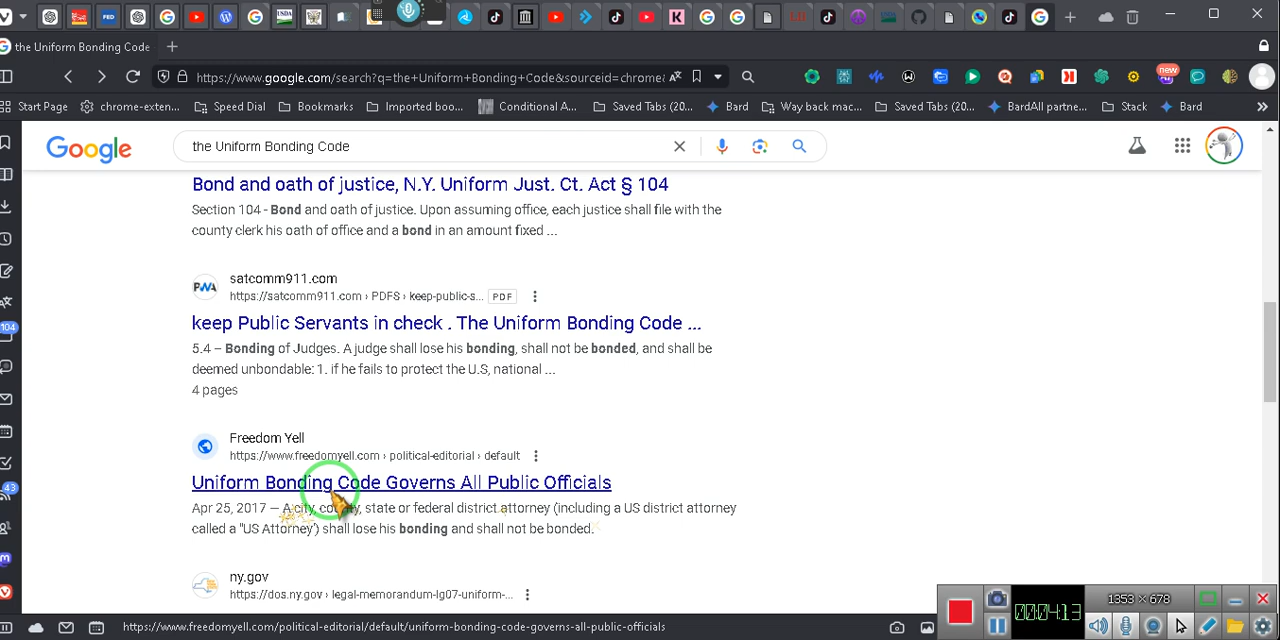 the Uniform Bonding Code
https://www.google.com/search?q=the+Uniform+Bonding+Code&sourceid=chrome&
new
Start Page
chrome-exten...
Speed Dial
Bookmarks
Imported boo...
Conditional A...
Saved Tabs (20...
Bard
Way back mac...
Saved Tabs (20...
BardAll partne...
Stack
Bard
Google
the Uniform Bonding Code
Bond and oath of justice, N.Y. Uniform Just. Ct. Act § 104
Section 104 - Bond and oath of justice. Upon assuming office, each justice shall file with the
county clerk his oath of office and a bond in an amount fixed ...
satcomm911.com
https://satcomm911.com › PDFS › keep-public-s...
PDF
keep Public Servants in check . The Uniform Bonding Code ...
5.4 – Bonding of Judges. A judge shall lose his bonding, shall not be bonded, and shall be
deemed unbondable: 1. if he fails to protect the U.S, national ...
4 pages
104
Freedom Yell
https://www.freedomyell.com › political-editorial › default
Uniform Bonding Code Governs All Public Officials
Apr 25, 2017 — A city, county, state or federal district attorney (including a US district attorney
called a "US Attorney") shall lose his bonding and shall not be bonded.
43
ny.gov
https://dos.ny.gov › legal-memorandum-lg07-uniform-...
1353 × 678
00:04:13
https://www.freedomyell.com/political-editorial/default/uniform-bonding-code-governs-all-public-officials